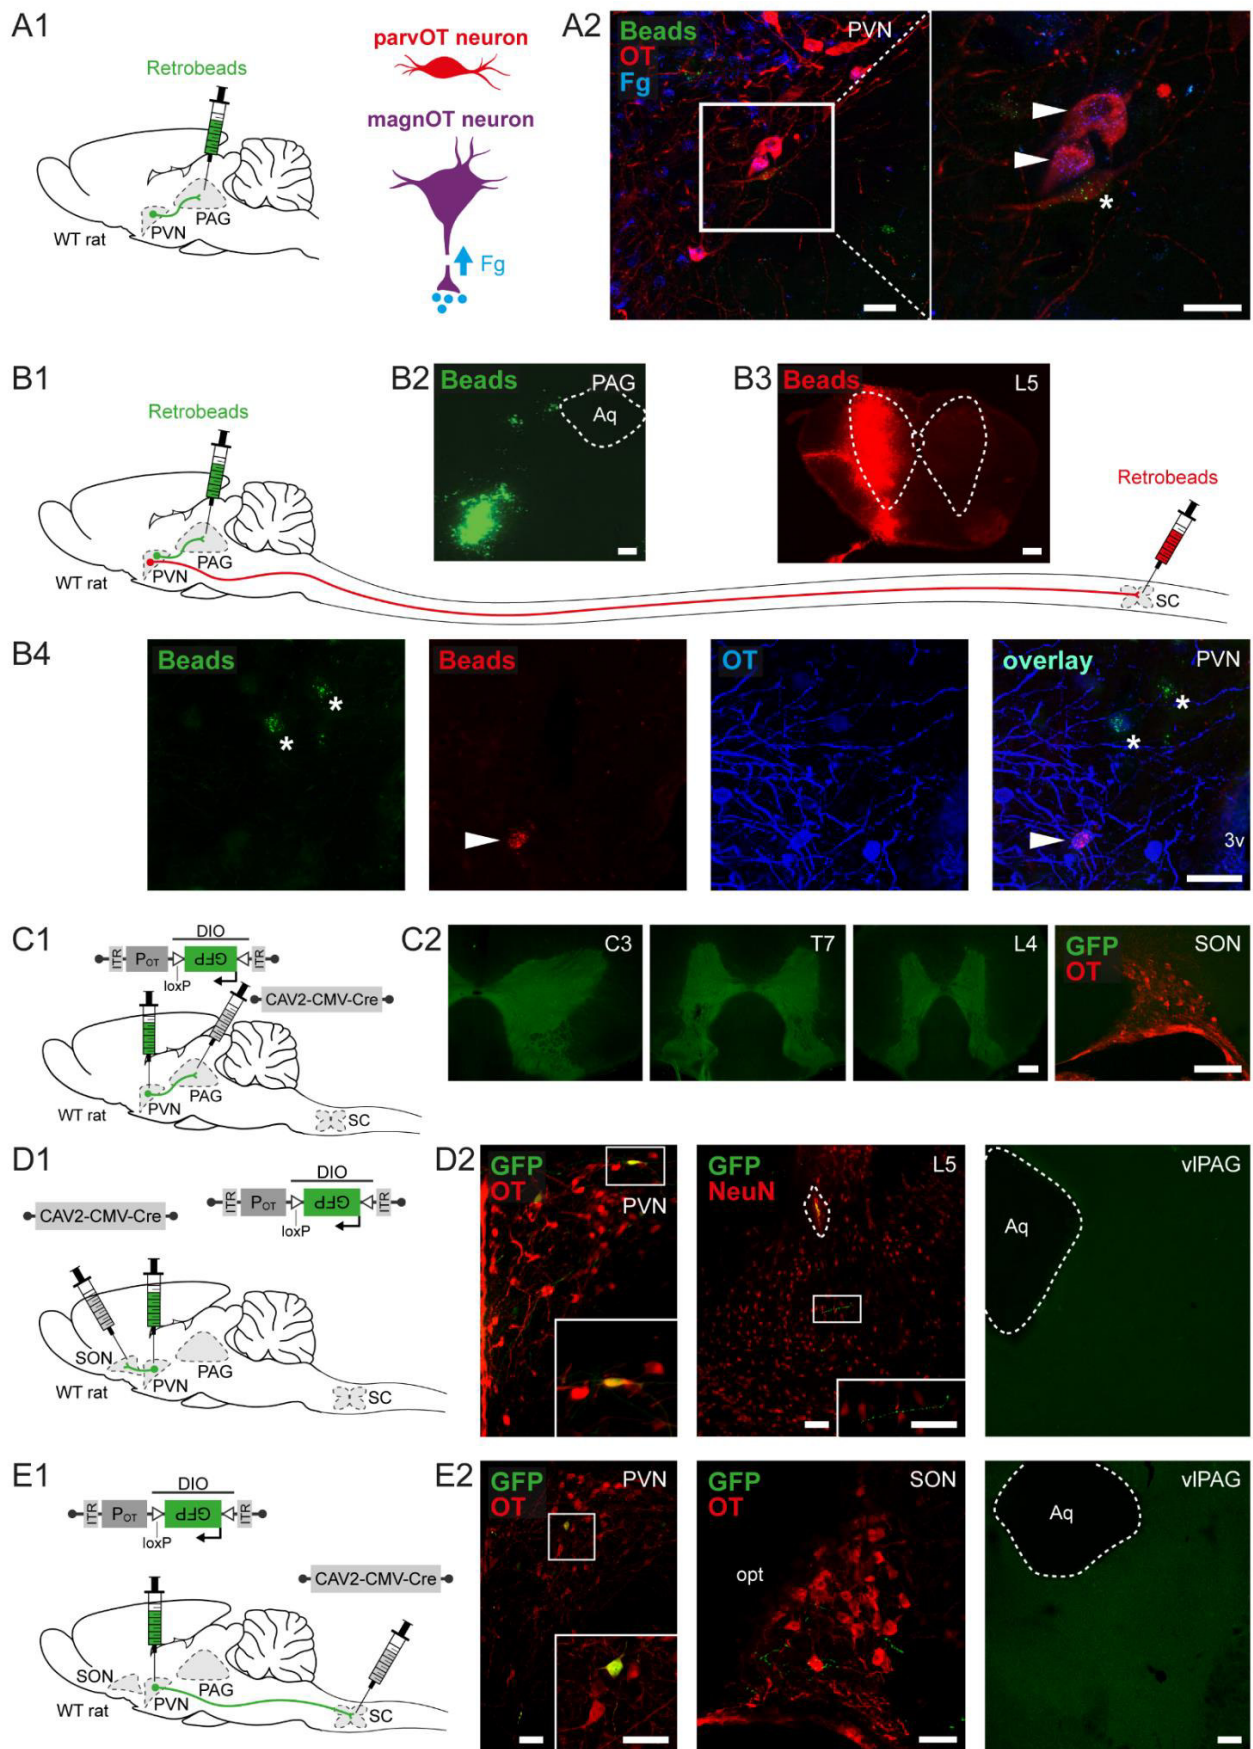 A1
Retrobeads
PAG
PVN
WT rat
parvOT neuron
magnOT neuron
Fg
A2
Beads
OT
Fg
PVN
*
B1
Retrobeads
PAG
PVN
WT rat
B2
Beads
PAG
Aq
B3
Beads
L5
Retrobeads
SC
B4
Beads
*
*
Beads
OT
overlay
PVN
*
*
3v
C1
DIO
ITR
POT
GFP
ITR
loxP
CAV2-CMV-Cre
PAG
PVN
WT rat
SC
C2
C3
T7
L4
GFP
OT
SON
D1
DIO
CAV2-CMV-Cre
ITR
POT
GFP
ITR
loxP
SON
PAG
PVN
WT rat
SC
D2
GFP
OT
PVN
GFP
NeuN
L5
vlPAG
Aq
E1
DIO
ITR
POT
GFP
ITR
loxP
CAV2-CMV-Cre
SON
PAG
PVN
WT rat
SC
E2
GFP
OT
PVN
GFP
OT
SON
opt
vlPAG
Aq